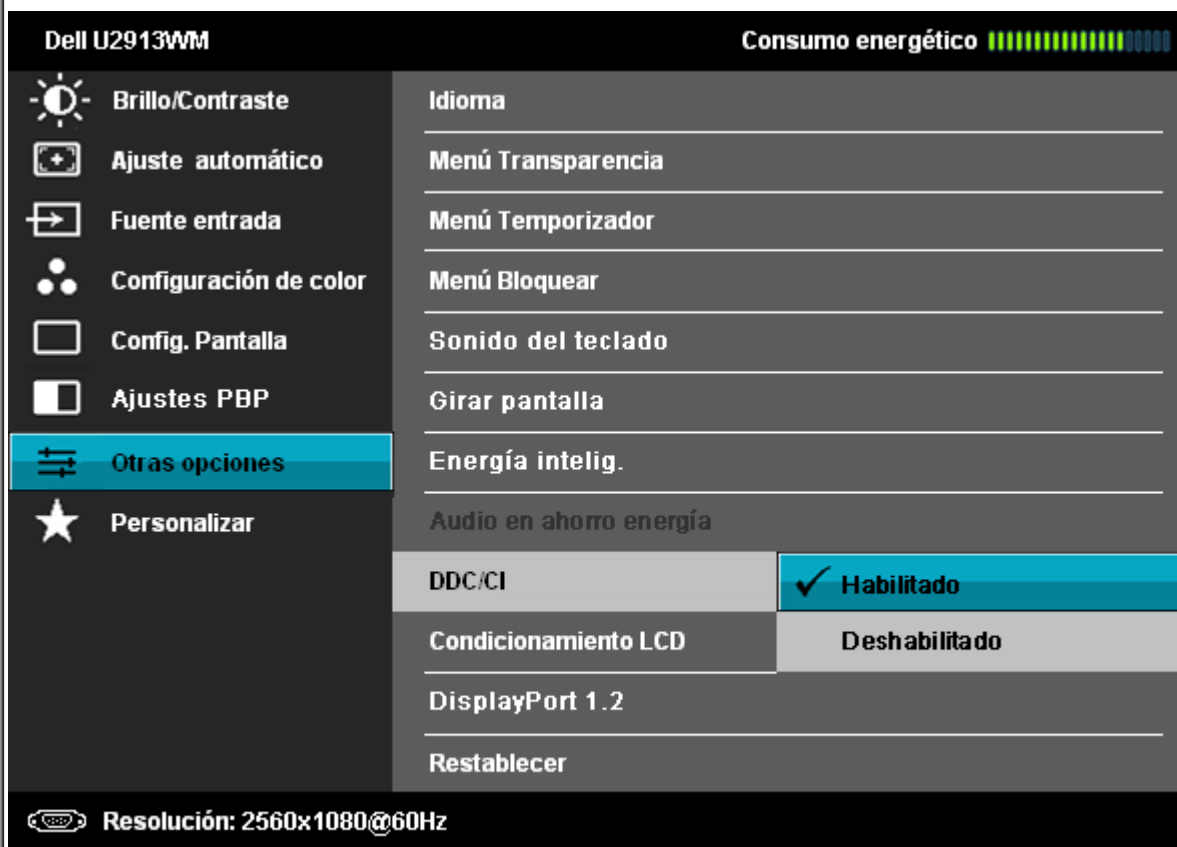 Dell U2913WM
Consumo energético
Brillo/Contraste
Idioma
Ajuste automático
Menú Transparencia
Fuente entrada
Menú Temporizador
Configuración de color
Menú Bloquear
Config. Pantalla
Sonido del teclado
Ajustes PBP
Girar pantalla
Otras opciones
Energía intelig.
Personalizar
Audio en ahorro energía
DDC/CI
Habilitado
Condicionamiento LCD
Deshabilitado
DisplayPort 1.2
Restablecer
Resolución: 2560x1080@60Hz